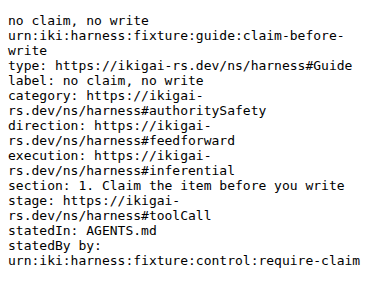 no claim, no write
urn:iki:harness:fixture:guide:claim-before-
write
type: https://ikigai-rs.dev/ns/harness#Guide
label: no claim, no write
category: https://ikigai-
rs.dev/ns/harness#authoritySafety
direction: https://ikigai-
rs.dev/ns/harness#feedforward
execution: https://ikigai-
rs.dev/ns/harness#inferential
section: 1. Claim the item before you write
stage: https://ikigai-
rs.dev/ns/harness#toolCall
statedIn: AGENTS.md
statedBy by:
urn:iki:harness:fixture:control:require-claim